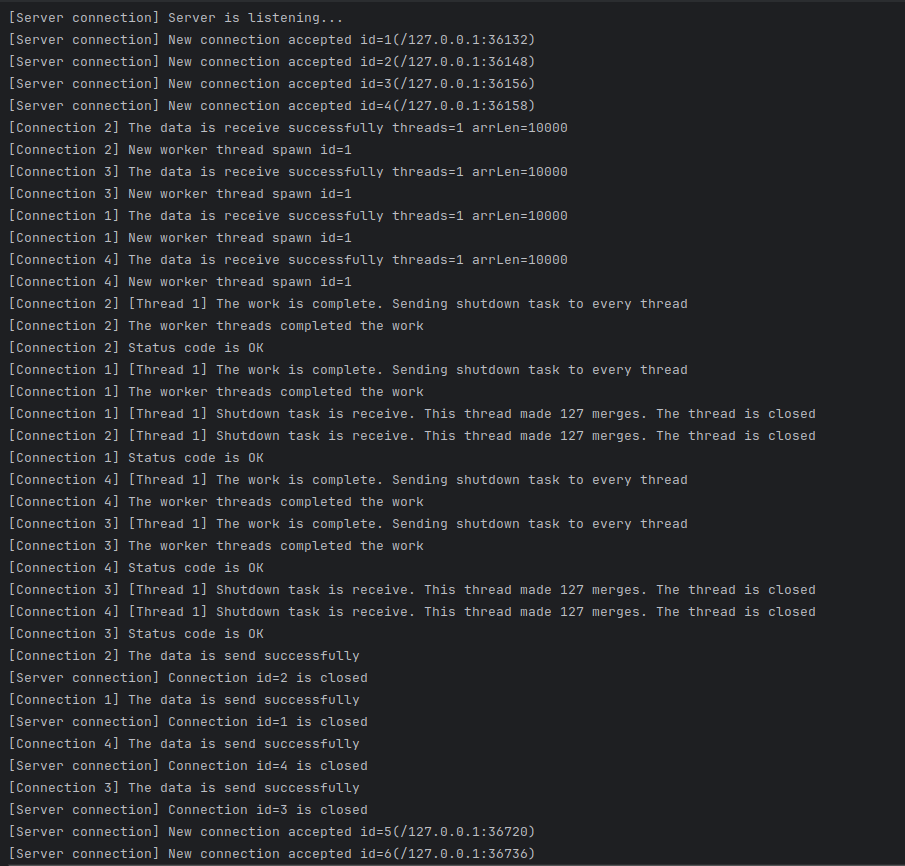 [Server connection] Server is listening...
[Server connection] New connection accepted id=1(/127.0.0.1:36132)
[Server connection] New connection accepted id=2(/127.0.0.1:36148)
[Server connection] New connection accepted id=3(/127.0.0.1:36156)
[Server connection] New connection accepted id=4(/127.0.0.1:36158)
[Connection 2] The data is receive successfully threads=1 arrLen=10000
[Connection 2] New worker thread spawn id=1
[Connection 3] The data is receive successfully threads=1 arrLen=10000
[Connection 3] New worker thread spawn id=1
[Connection 1] The data is receive successfully threads=1 arrLen=10000
[Connection 1] New worker thread spawn id=1
[Connection 4] The data is receive successfully threads=1 arrLen=10000
[Connection 4] New worker thread spawn id=1
[Connection 2] [Thread 1] The work is complete. Sending shutdown task to every thread
[Connection 2] The worker threads completed the work
[Connection 2] Status code is OK
[Connection 1] [Thread 1] The work is complete. Sending shutdown task to every thread
[Connection 1] The worker threads completed the work
[Connection 1] [Thread 1] Shutdown task is receive. This thread made 127 merges. The thread is closed
[Connection 2] [Thread 1] Shutdown task is receive. This thread made 127 merges. The thread is closed
[Connection 1] Status code is OK
[Connection 4] [Thread 1] The work is complete. Sending shutdown task to every thread
[Connection 4] The worker threads completed the work
[Connection 3] [Thread 1] The work is complete. Sending shutdown task to every thread
[Connection 3] The worker threads completed the work
[Connection 4] Status code is OK
[Connection 3] [Thread 1] Shutdown task is receive. This thread made 127 merges. The thread is closed
[Connection 4] [Thread 1] Shutdown task is receive. This thread made 127 merges. The thread is closed
[Connection 3] Status code is OK
[Connection 2] The data is send successfully
[Server connection] Connection id=2 is closed
[Connection 1] The data is send successfully
[Server connection] Connection id=1 is closed
[Connection 4] The data is send successfully
[Server connection] Connection id=4 is closed
[Connection 3] The data is send successfully
[Server connection] Connection id=3 is closed
[Server connection] New connection accepted id=5(/127.0.0.1:36720)
[Server connection] New connection accepted id=6(/127.0.0.1:36736)